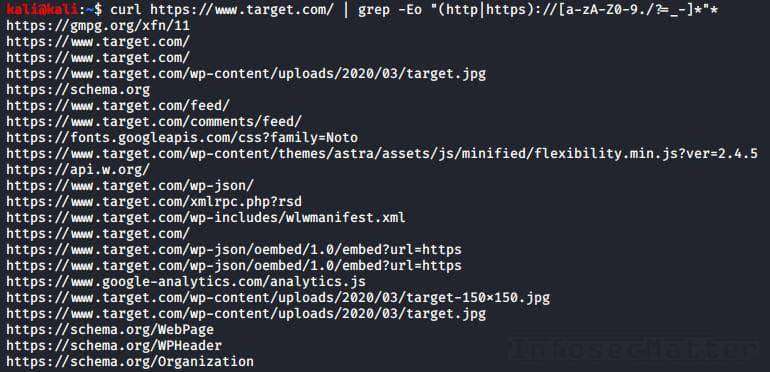 kali@kali:~$ curl https://www.target.com/ | grep -Eo "(http|https)://[a-zA-Z0-9./?=_-]*"*
https://gmpg.org/xfn/11
https://www.target.com/
https://www.target.com/
https://www.target.com/wp-content/uploads/2020/03/target.jpg
https://schema.org
https://www.target.com/feed/
https://www.target.com/comments/feed/
https://fonts.googleapis.com/css?family=Noto
https://www.target.com/wp-content/themes/astra/assets/js/minified/flexibility.min.js?ver=2.4.5
https://api.w.org/
https://www.target.com/wp-json/
https://www.target.com/xmlrpc.php?rsd
https://www.target.com/wp-includes/wlwmanifest.xml
https://www.target.com/
https://www.target.com/wp-json/oembed/1.0/embed?url=https
https://www.target.com/wp-json/oembed/1.0/embed?url=https
https://www.google-analytics.com/analytics.js
https://www.target.com/wp-content/uploads/2020/03/target-150×150.jpg
https://www.target.com/wp-content/uploads/2020/03/target.jpg
https://schema.org/WebPage
https://schema.org/WPHeader
https://schema.org/Organization
InfosecMatter